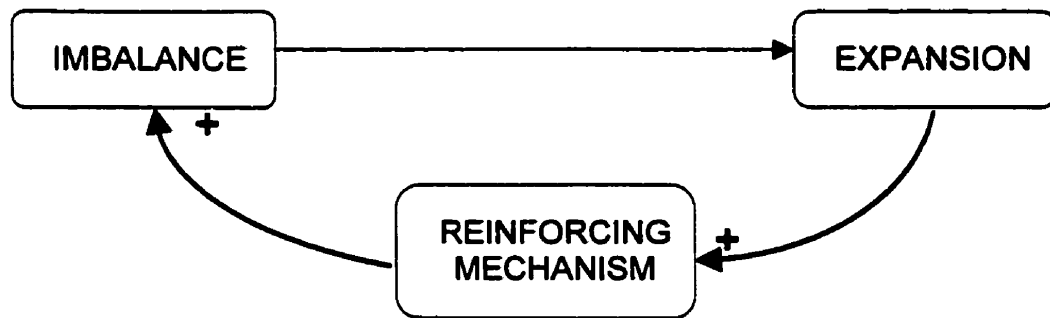 IMBALANCE
EXPANSION
+
REINFORCING
MECHANISM
+